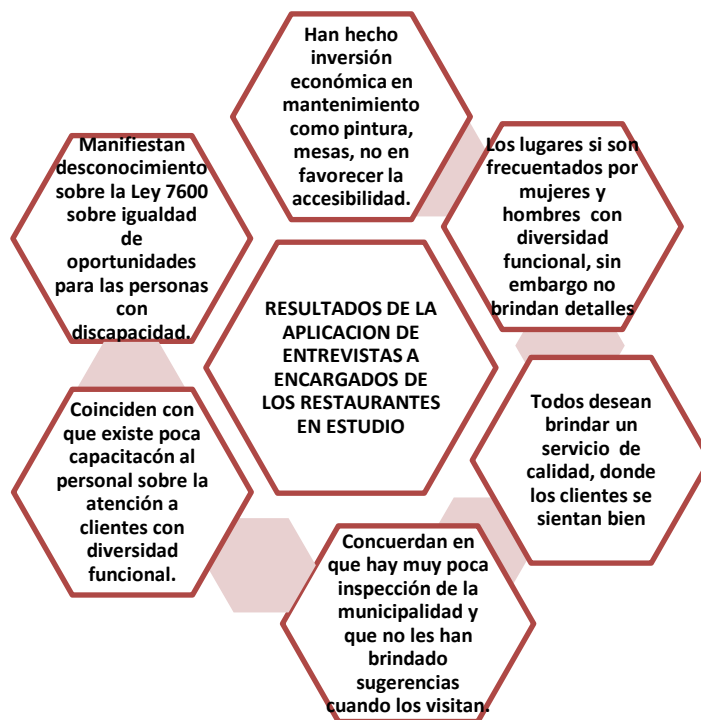 Han hecho
inversión
económica en
mantenimiento
como pintura,
mesas, no en
favorecer la
accesibilidad.
Los lugares si son
frecuentados por
mujeres y
hombres con
diversidad
funcional, sin
embargo no
brindan detalles
Todos desean
brindar un
servicio de
calidad, donde
los clientes se
sientan bien
Concuerdan en
que hay muy poca
inspección de la
municipalidad y
que no les han
brindado
sugerencias
cuando los visitan.
Coinciden con
que existe poca
capacitacón al
personal sobre la
atención a
clientes con
diversidad
funcional.
Manifiestan
desconocimiento
sobre la Ley 7600
sobre igualdad
de
oportunidades
para las personas
con
discapacidad.
RESULTADOS DE LA
APLICACION DE
ENTREVISTAS A
ENCARGADOS DE
LOS RESTAURANTES
EN ESTUDIO